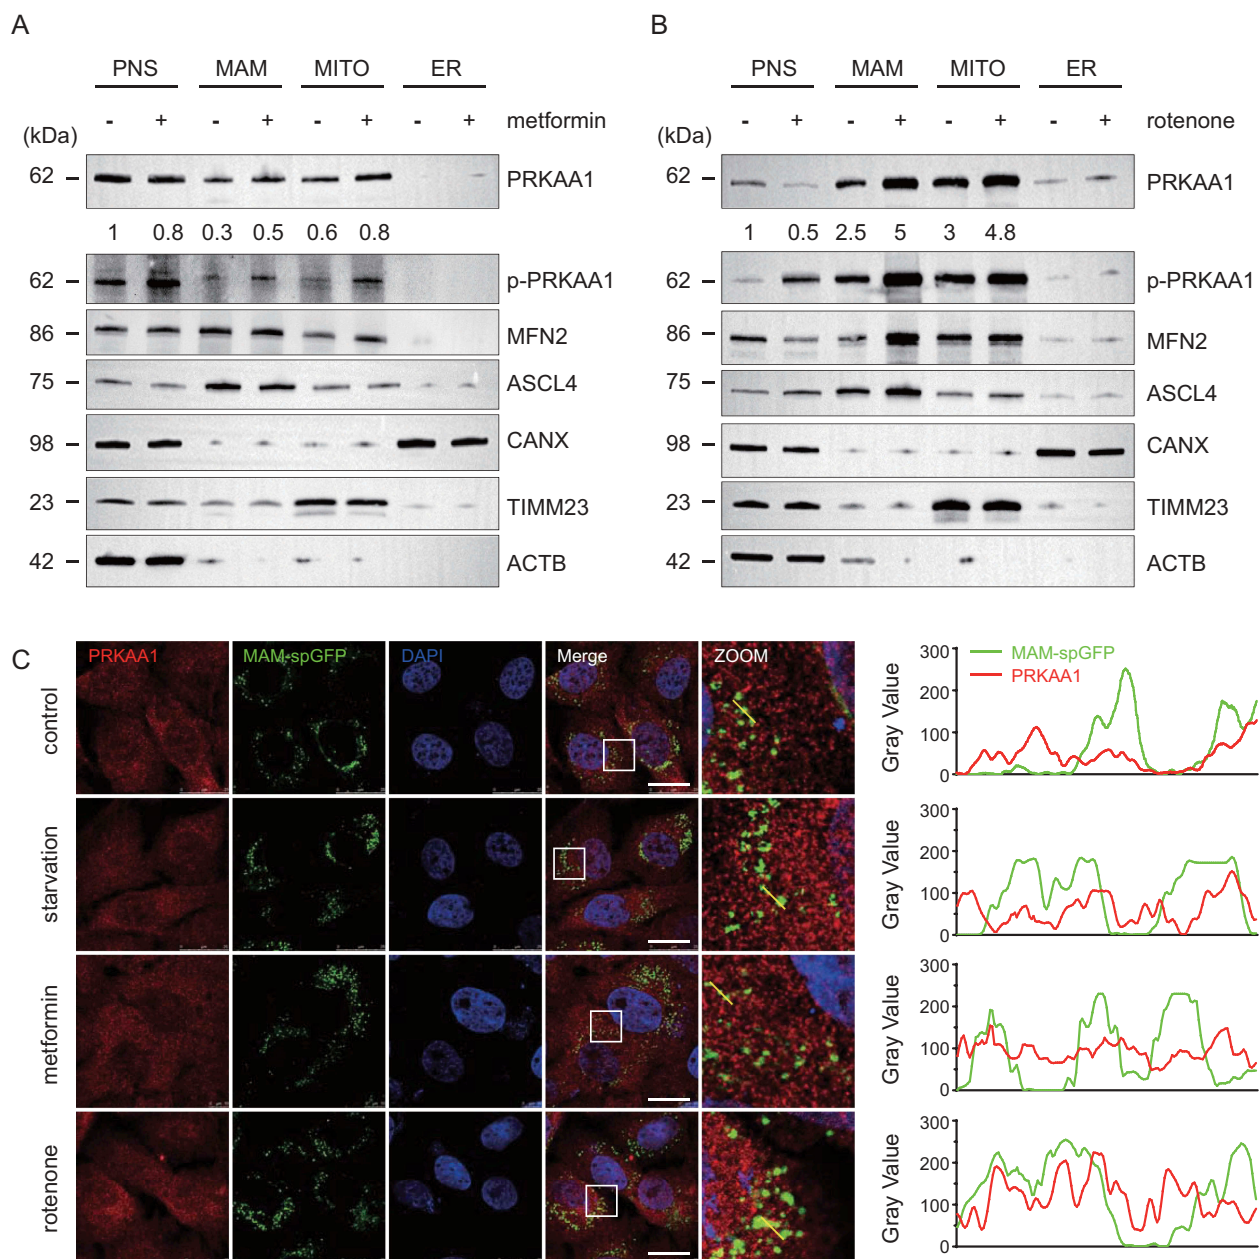 A
PNS MAM MITO ER
- + - + - + - + metformin
(kDa)
62 PRKAA1
1 0.8 0.3 0.5 0.6 0.8
62 p-PRKAA1
86 MFN2
75 ASCL4
98 CANX
23 TIMM23
42 ACTB
B
PNS MAM MITO ER
- + - + - + - + rotenone
(kDa)
62 PRKAA1
1 0.5 2.5 5 3 4.8
62 p-PRKAA1
86 MFN2
75 ASCL4
98 CANX
23 TIMM23
42 ACTB
C
PRKAA1 MAM-spGFP DAPI Merge ZOOM
control
starvation
metformin
rotenone
MAM-spGFP
PRKAA1
Gray Value
300
200
100
0
Gray Value
300
200
100
0
Gray Value
300
200
100
0
Gray Value
300
200
100
0